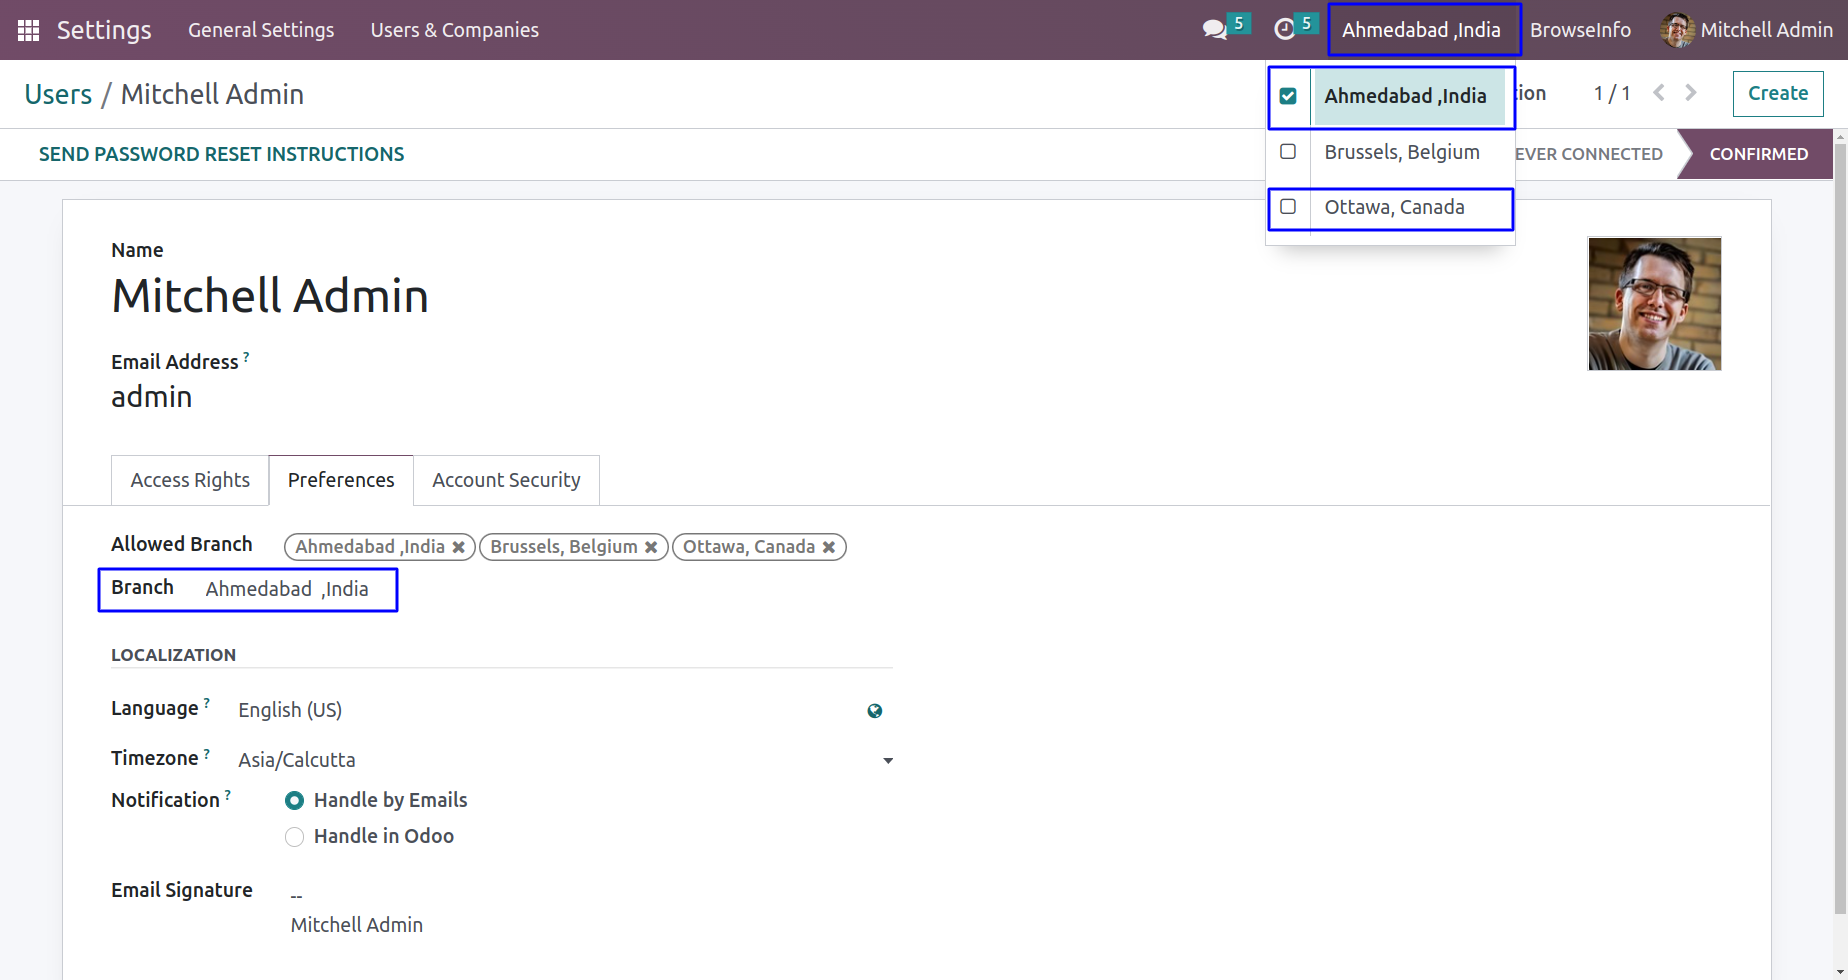 Settings General Settings Users & Companies 5 5 Ahmedabad ,India BrowseInfo Mitchell Admin
Users / Mitchell Admin
Ahmedabad ,India
tion 1 / 1 Create
SEND PASSWORD RESET INSTRUCTIONS
Brussels, Belgium
EVER CONNECTED CONFIRMED
Ottawa, Canada
Name
Mitchell Admin
Email Address ?
admin
Access Rights Preferences Account Security
Allowed Branch Ahmedabad ,India ✖ Brussels, Belgium ✖ Ottawa, Canada ✖
Branch Ahmedabad ,India
LOCALIZATION
Language ? English (US)
Timezone ? Asia/Calcutta
Notification ? Handle by Emails
Handle in Odoo
Email Signature --
Mitchell Admin